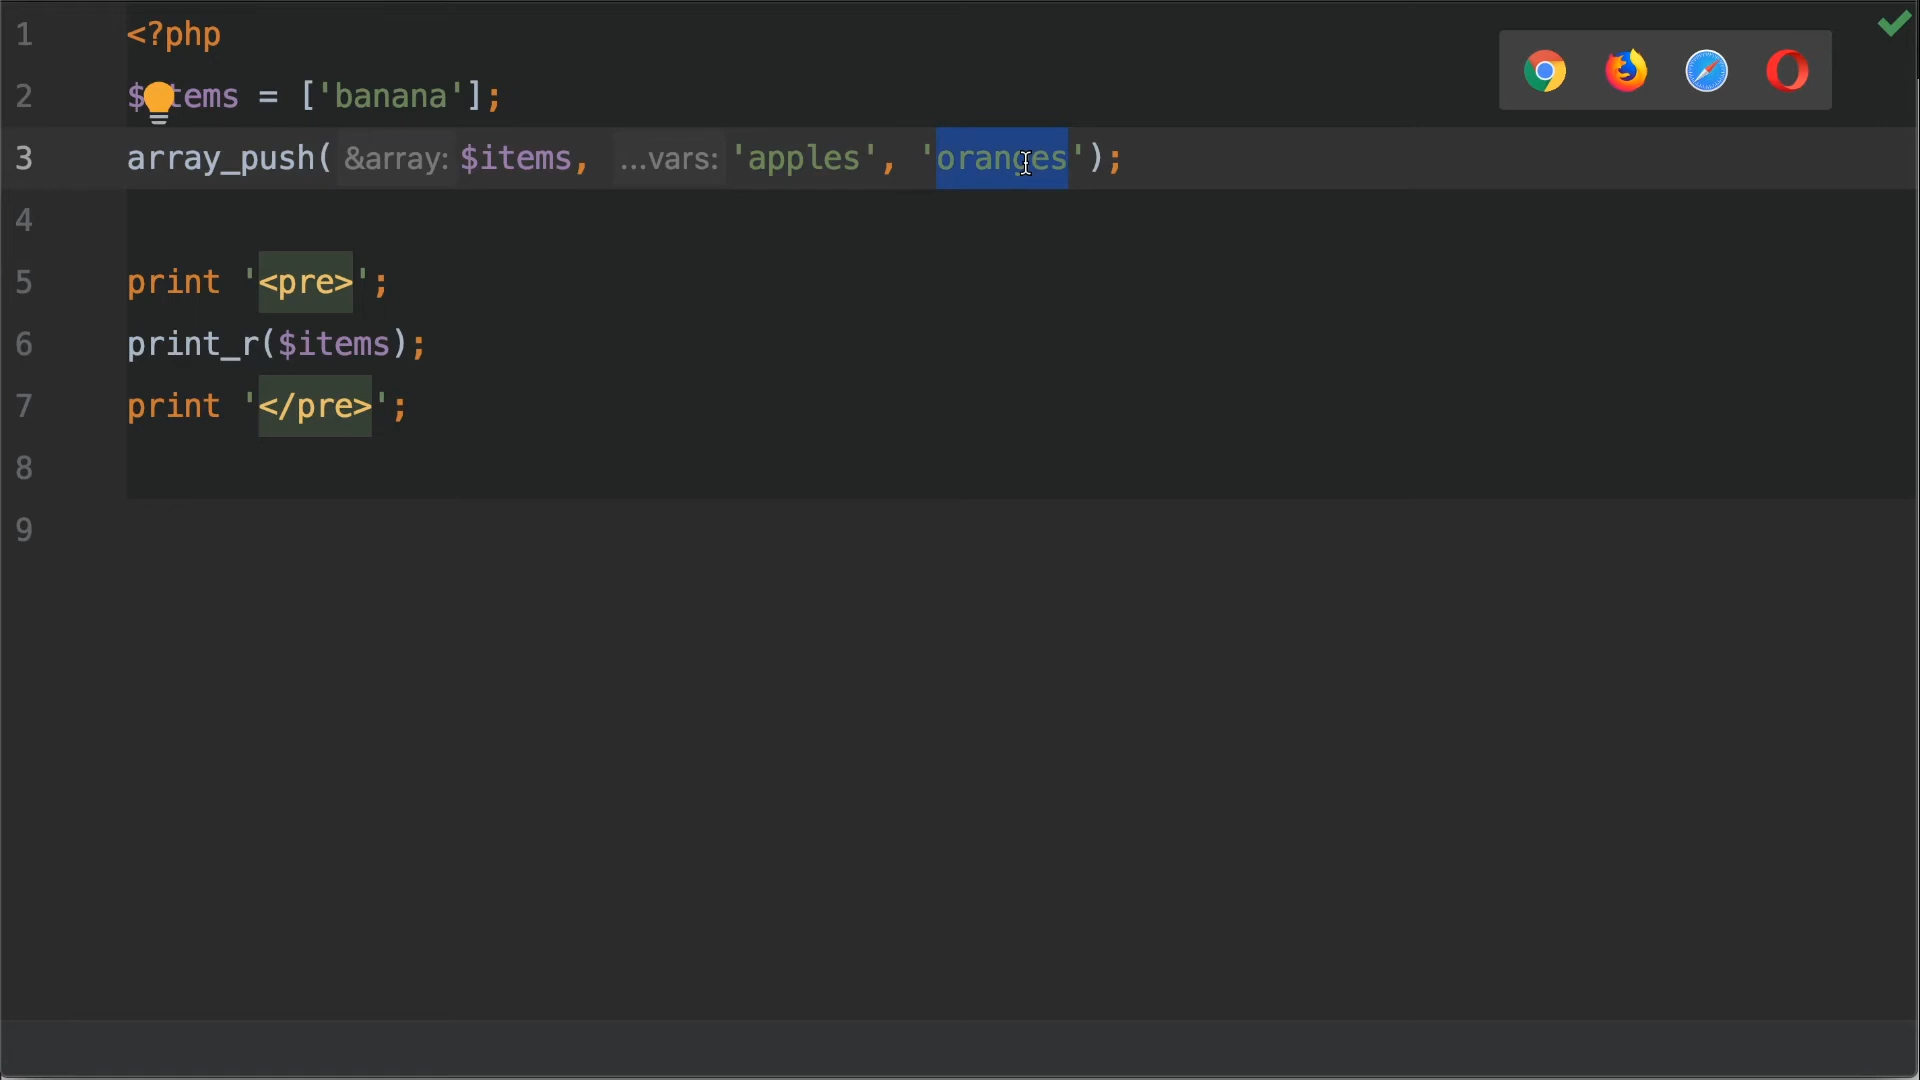 1 <?php
2 $items = ['banana'];
3 array_push( &array: $items, ...vars: 'apples', 'oranges');
4
5 print '<pre>';
6 print_r($items);
7 print '</pre>';
8
9